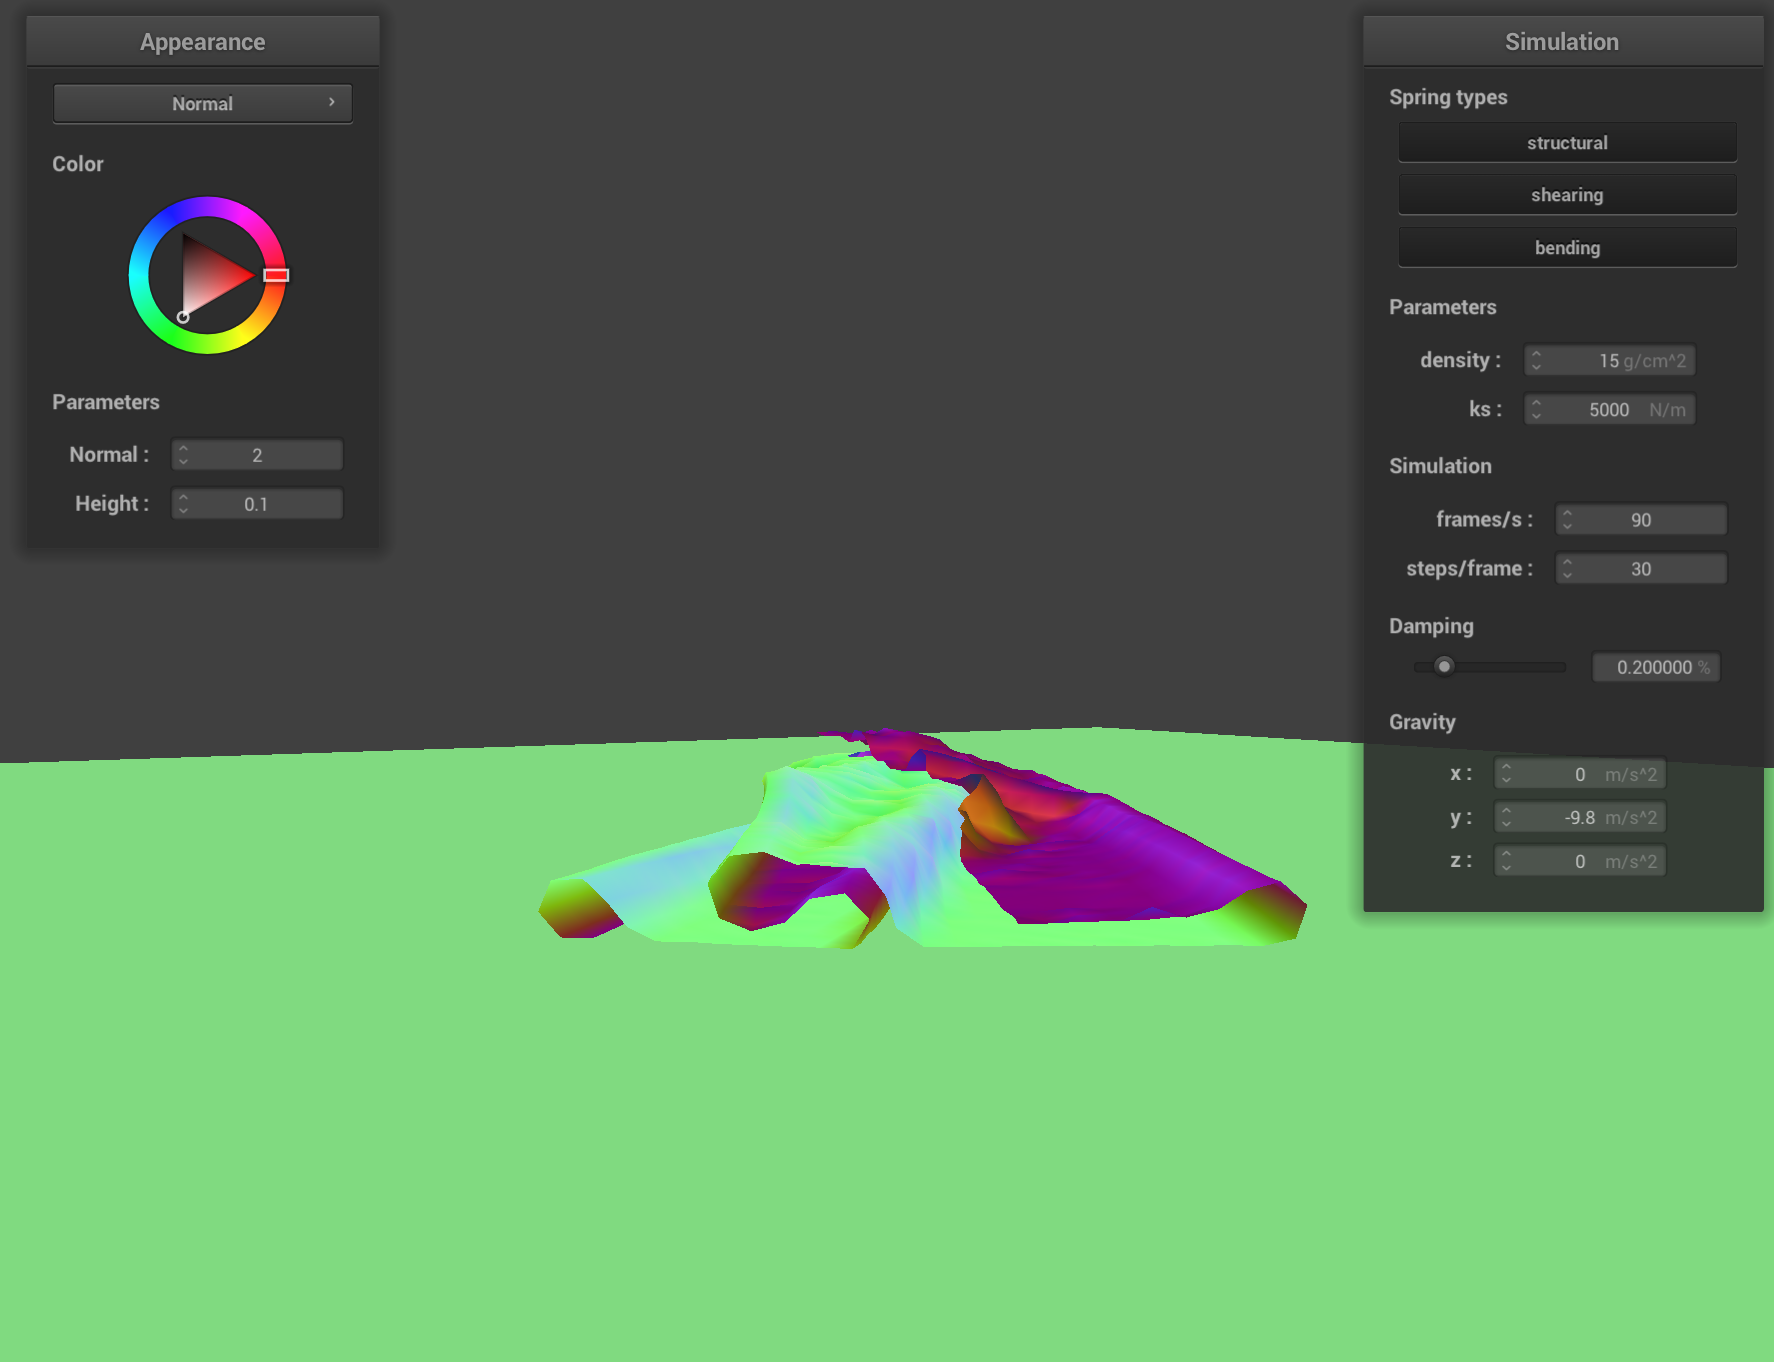 Appearance
Normal
Color
Parameters
Normal :
2
Height :
0.1
Simulation
Spring types
structural
shearing
bending
Parameters
density :
15 g/cm^2
ks :
5000 N/m
Simulation
frames/s :
90
steps/frame :
30
Damping
0.200000 %
Gravity
x :
0 m/s^2
y :
-9.8 m/s^2
z :
0 m/s^2